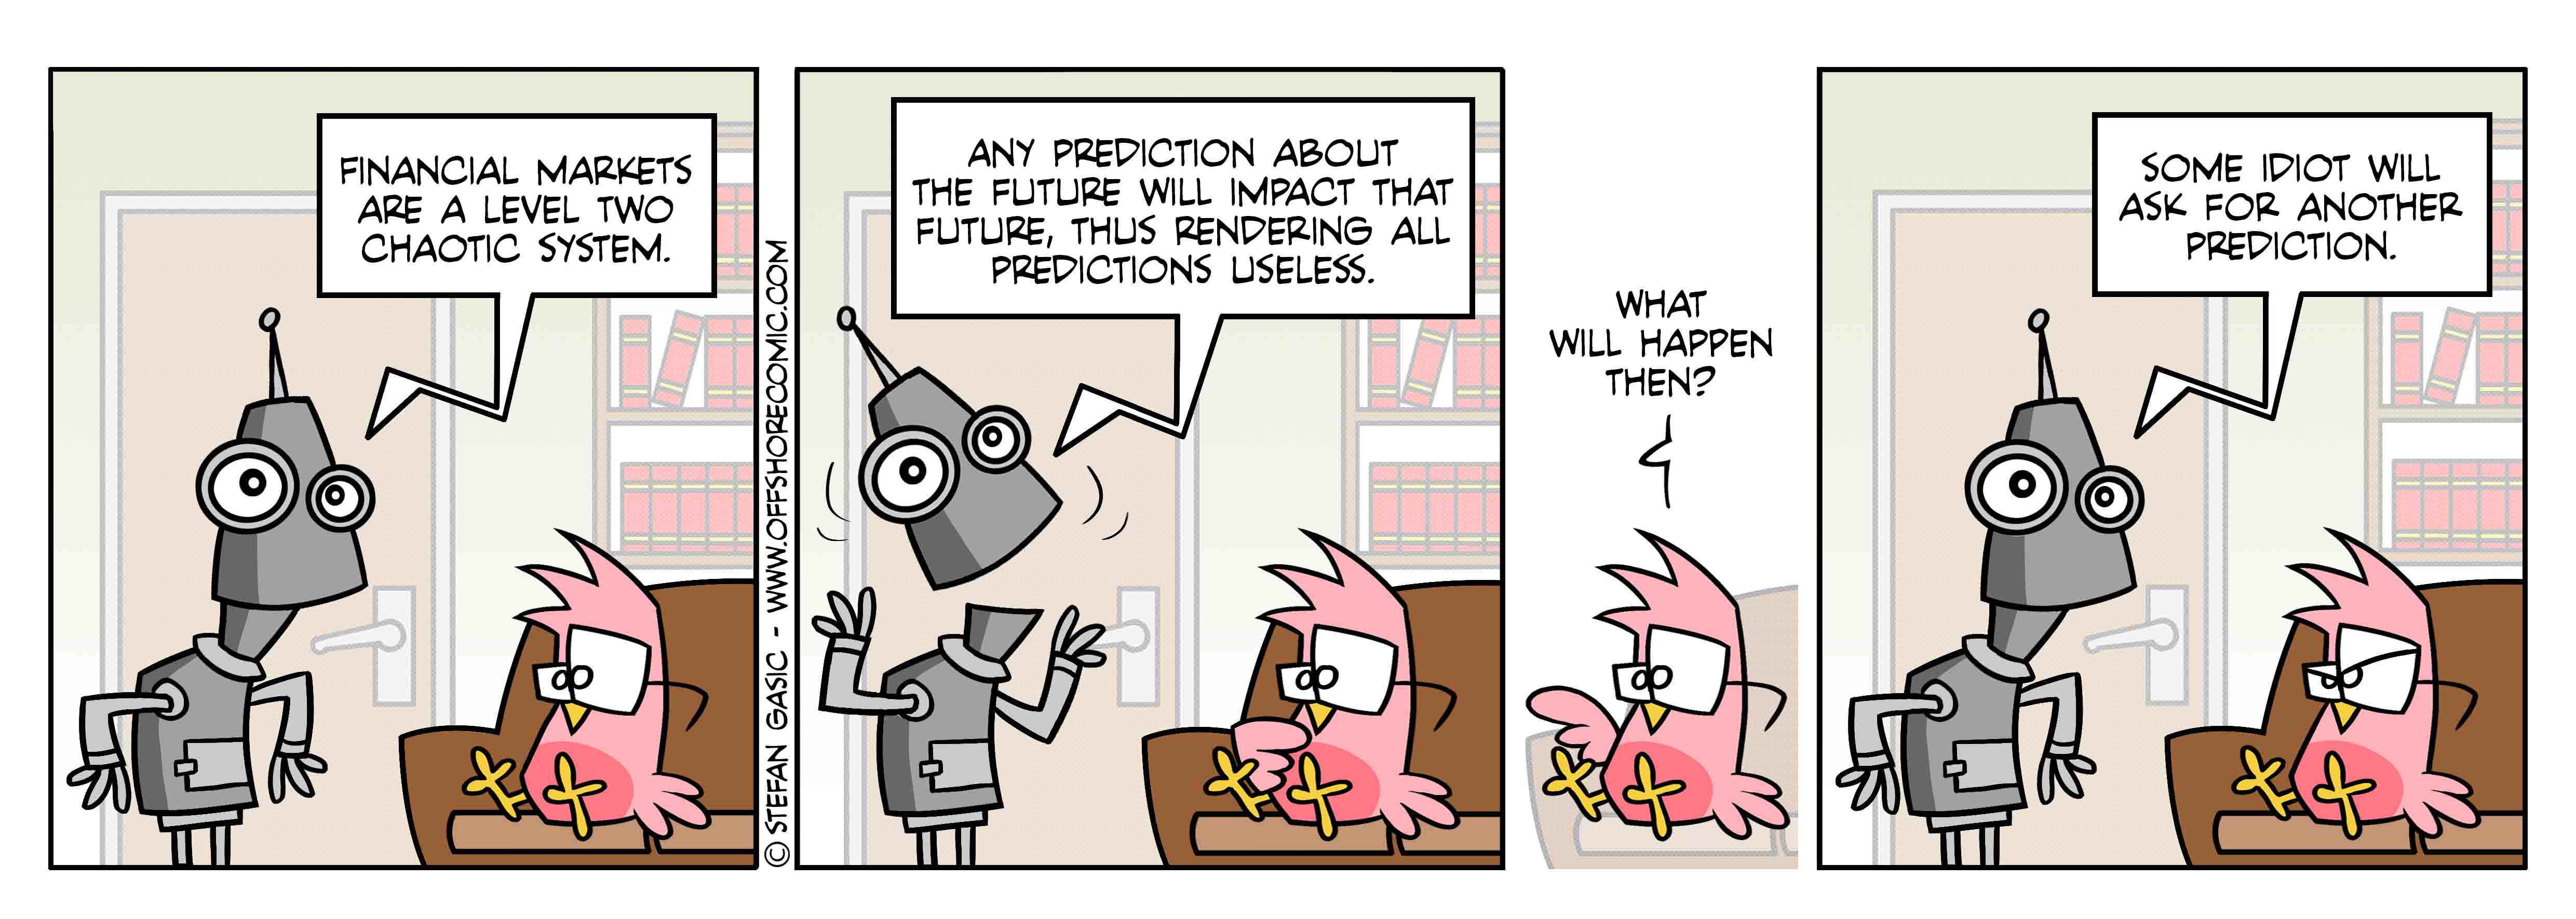 FINANCIAL MARKETS
ARE A LEVEL TWO
CHAOTIC SYSTEM.
© STEFAN GASIC - WWW.OFFSHORECOMIC.COM
ANY PREDICTION ABOUT
THE FUTURE WILL IMPACT THAT
FUTURE, THUS RENDERING ALL
PREDICTIONS USELESS.
WHAT
WILL HAPPEN
THEN?
SOME IDIOT WILL
ASK FOR ANOTHER
PREDICTION.